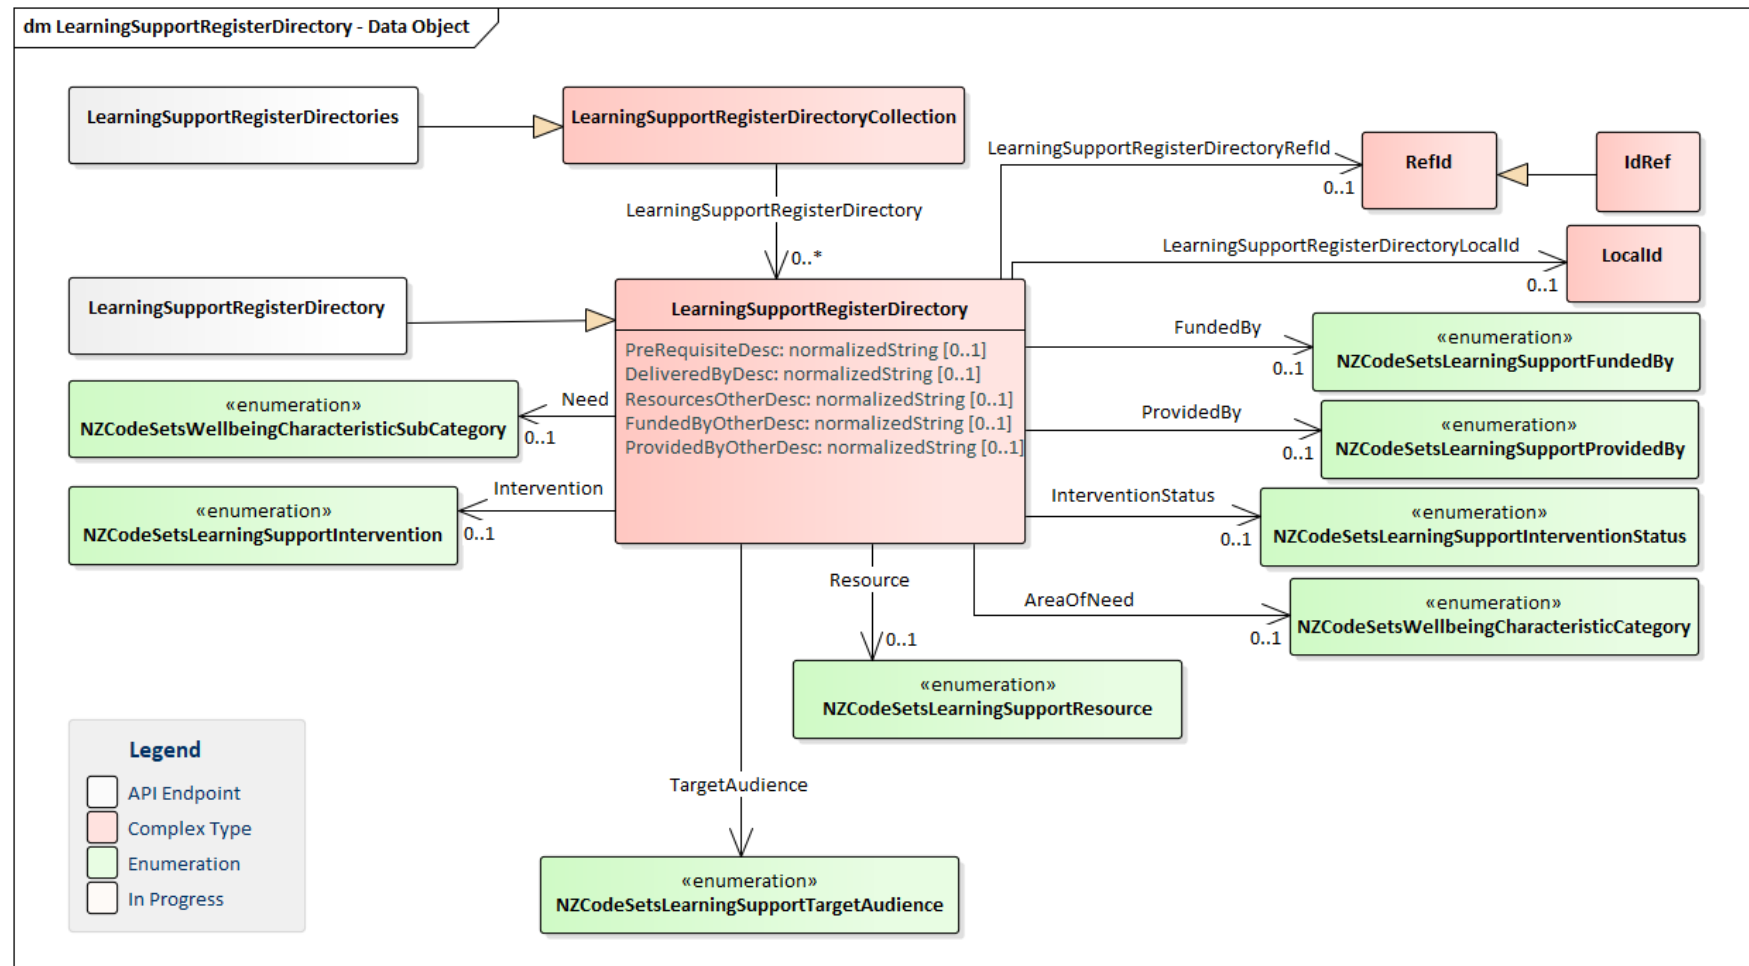 dm LearningSupportRegisterDirectory - Data Object
LearningSupportRegisterDirectories
LearningSupportRegisterDirectoryCollection
LearningSupportRegisterDirectoryRefId
0..1
RefId
IdRef
LearningSupportRegisterDirectory
0..*
LearningSupportRegisterDirectoryLocalId
0..1
LocalId
LearningSupportRegisterDirectory
LearningSupportRegisterDirectory
PreRequisiteDesc: normalizedString [0..1]
DeliveredByDesc: normalizedString [0..1]
ResourcesOtherDesc: normalizedString [0..1]
FundedByOtherDesc: normalizedString [0..1]
ProvidedByOtherDesc: normalizedString [0..1]
FundedBy
0..1
«enumeration»
NZCodeSetsLearningSupportFundedBy
Need
0..1
«enumeration»
NZCodeSetsWellbeingCharacteristicSubCategory
ProvidedBy
0..1
«enumeration»
NZCodeSetsLearningSupportProvidedBy
Intervention
0..1
«enumeration»
NZCodeSetsLearningSupportIntervention
InterventionStatus
0..1
«enumeration»
NZCodeSetsLearningSupportInterventionStatus
Resource
0..1
AreaOfNeed
0..1
«enumeration»
NZCodeSetsWellbeingCharacteristicCategory
«enumeration»
NZCodeSetsLearningSupportResource
Legend
API Endpoint
Complex Type
Enumeration
In Progress
TargetAudience
«enumeration»
NZCodeSetsLearningSupportTargetAudience